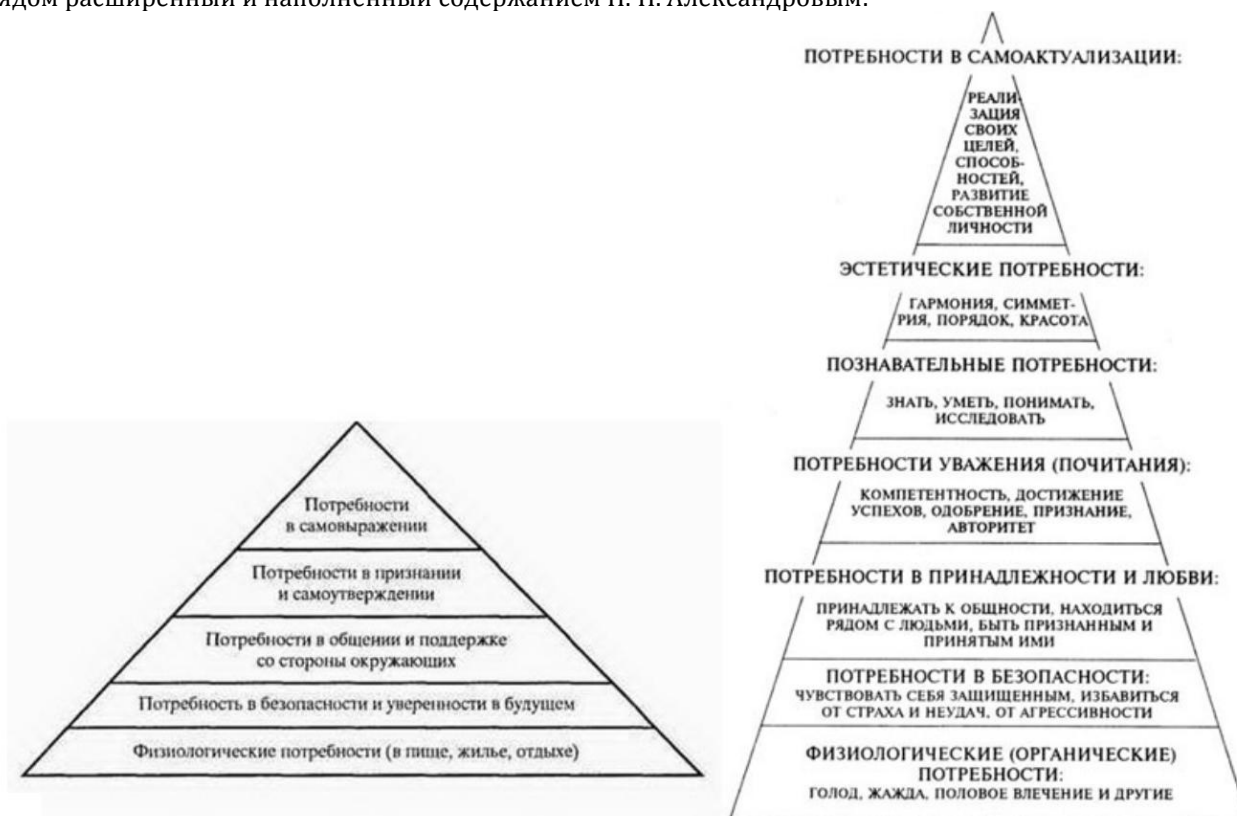 рядом расширенный и наполненный содержанием Н. Н. Александровым:
Потребности
в самовыражении
Потребности в признании
и самоутверждении
Потребности в общении и поддержке
со стороны окружающих
Потребность в безопасности и уверенности в будущем
Физиологические потребности (в пище, жилье, отдыхе)
ПОТРЕБНОСТИ В САМОАКТУАЛИЗАЦИИ:
РЕАЛИ-
ЗАЦИЯ
СВОИХ
ЦЕЛЕЙ,
СПОСОБ-
НОСТЕЙ,
РАЗВИТИЕ
СОБСТВЕННОЙ
ЛИЧНОСТИ
ЭСТЕТИЧЕСКИЕ ПОТРЕБНОСТИ:
ГАРМОНИЯ, СИММЕТ-
РИЯ, ПОРЯДОК, КРАСОТА
ПОЗНАВАТЕЛЬНЫЕ ПОТРЕБНОСТИ:
ЗНАТЬ, УМЕТЬ, ПОНИМАТЬ,
ИССЛЕДОВАТЬ
ПОТРЕБНОСТИ УВАЖЕНИЯ (ПОЧИТАНИЯ):
КОМПЕТЕНТНОСТЬ, ДОСТИЖЕНИЕ
УСПЕХОВ, ОДОБРЕНИЕ, ПРИЗНАНИЕ,
АВТОРИТЕТ
ПОТРЕБНОСТИ В ПРИНАДЛЕЖНОСТИ И ЛЮБВИ:
ПРИНАДЛЕЖАТЬ К ОБЩНОСТИ, НАХОДИТЬСЯ
РЯДОМ С ЛЮДЬМИ, БЫТЬ ПРИЗНАННЫМ И
ПРИНЯТЫМ ИМИ
ПОТРЕБНОСТИ В БЕЗОПАСНОСТИ:
ЧУВСТВОВАТЬ СЕБЯ ЗАЩИЩЕННЫМ, ИЗБАВИТЬСЯ
ОТ СТРАХА И НЕУДАЧ, ОТ АГРЕССИВНОСТИ
ФИЗИОЛОГИЧЕСКИЕ (ОРГАНИЧЕСКИЕ)
ПОТРЕБНОСТИ:
ГОЛОД, ЖАЖДА, ПОЛОВОЕ ВЛЕЧЕНИЕ И ДРУГИЕ